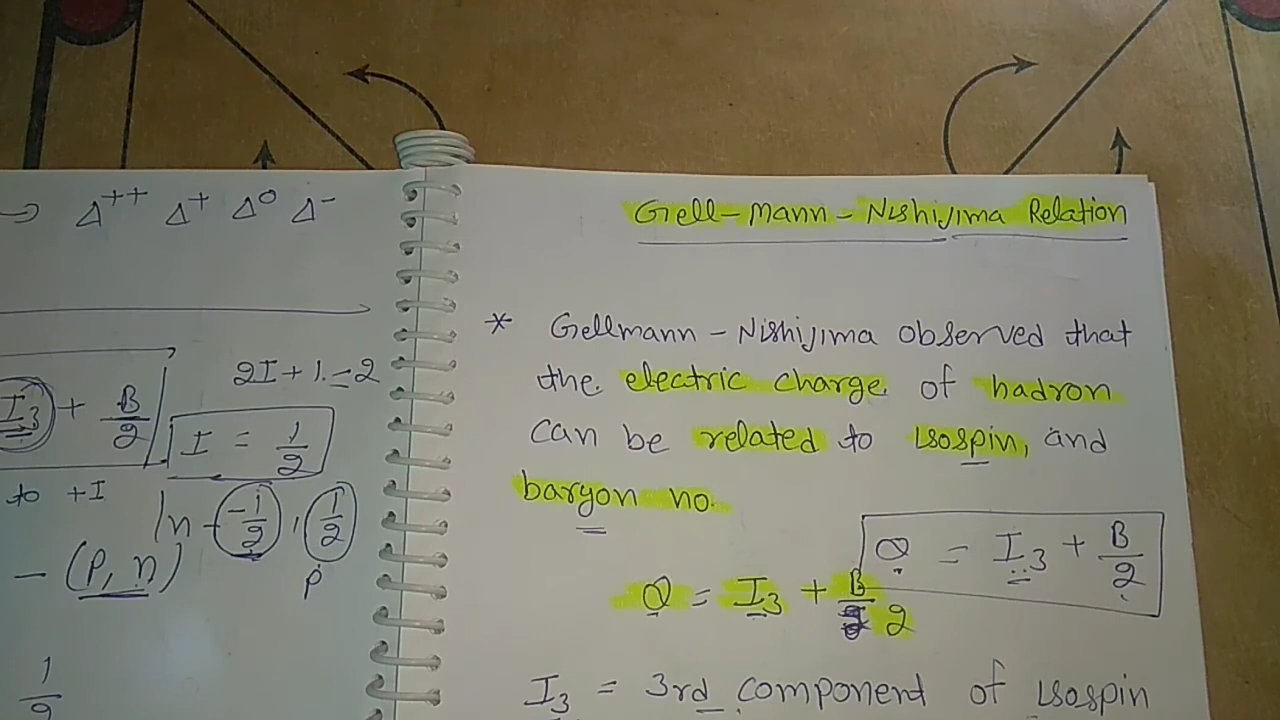 → Δ⁺⁺ Δ⁺ Δ⁰ Δ⁻
I₃ + B/2
2I+1 = 2
I = 1/2
to +I
n -1/2, 1/2
- (P, n)
p
1
Gell-Mann-Nishijima Relation
* Gellmann-Nishijima observed that
the electric charge of hadron
can be related to Isospin, and
baryon no.
Q = I₃ + B/2
Q = I₃ + B/2
I₃ = 3rd component of Isospin